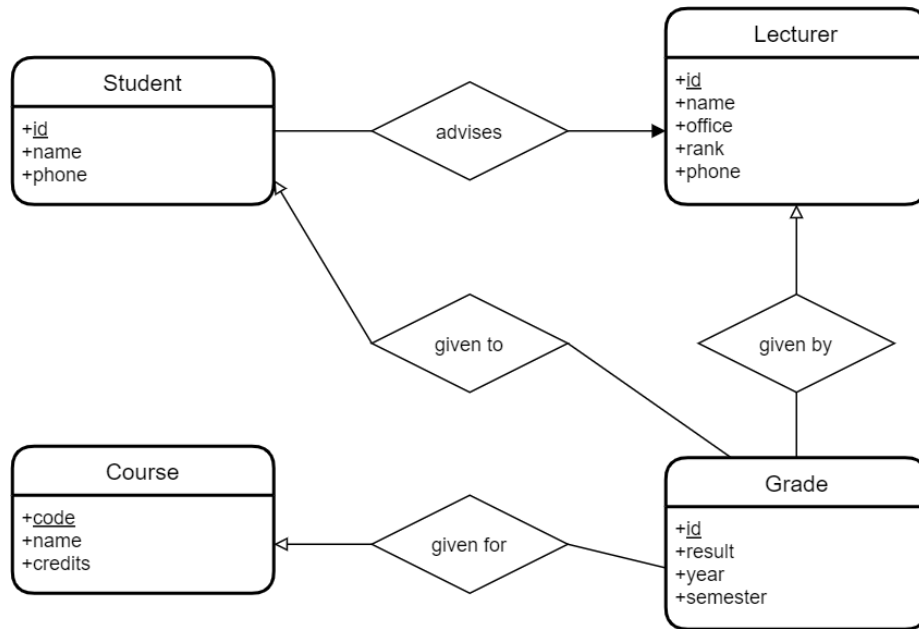 Student
+id
+name
+phone
advises
Lecturer
+id
+name
+office
+rank
+phone
given to
given by
Course
+code
+name
+credits
given for
Grade
+id
+result
+year
+semester